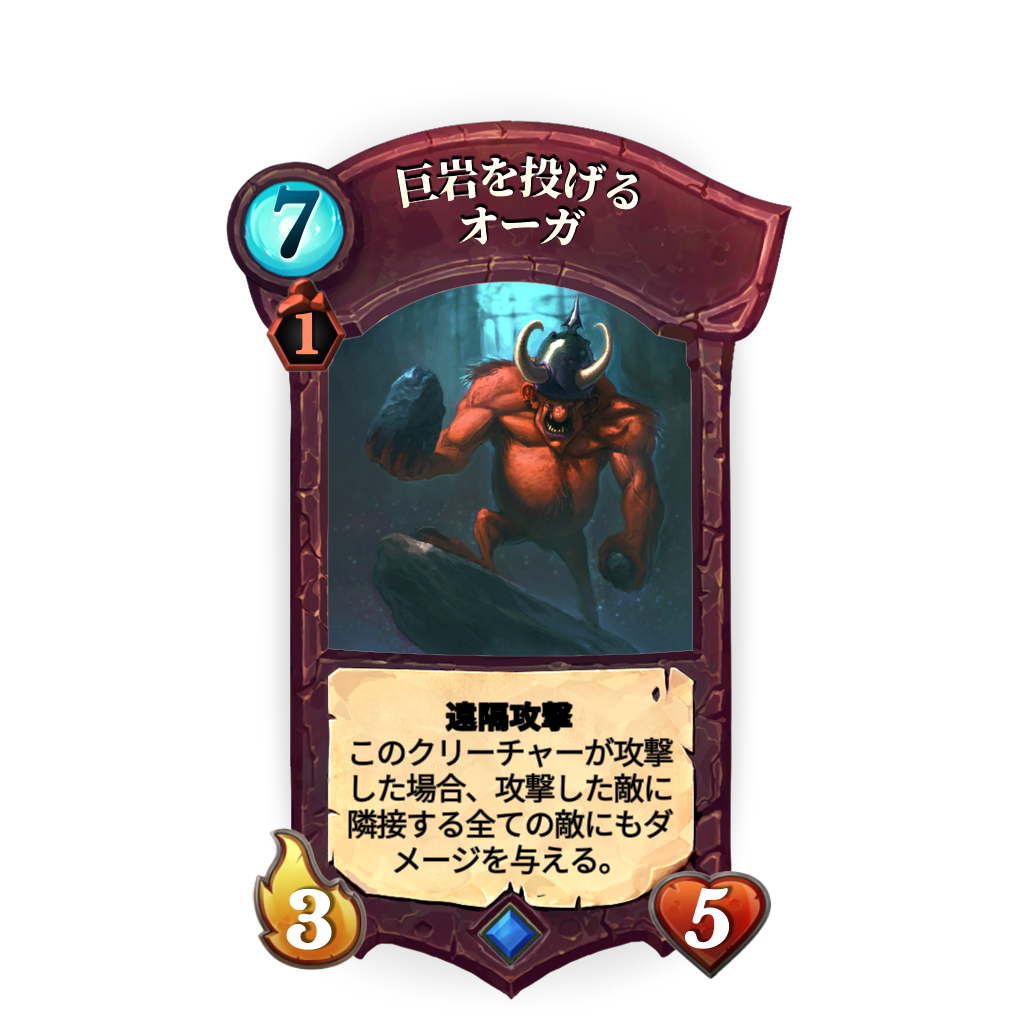 7
巨岩を投げる
オーガ
1
遠隔攻撃
このクリーチャーが攻撃
した場合、攻撃した敵に
隣接する全ての敵にもダ
メージを与える。
3
5